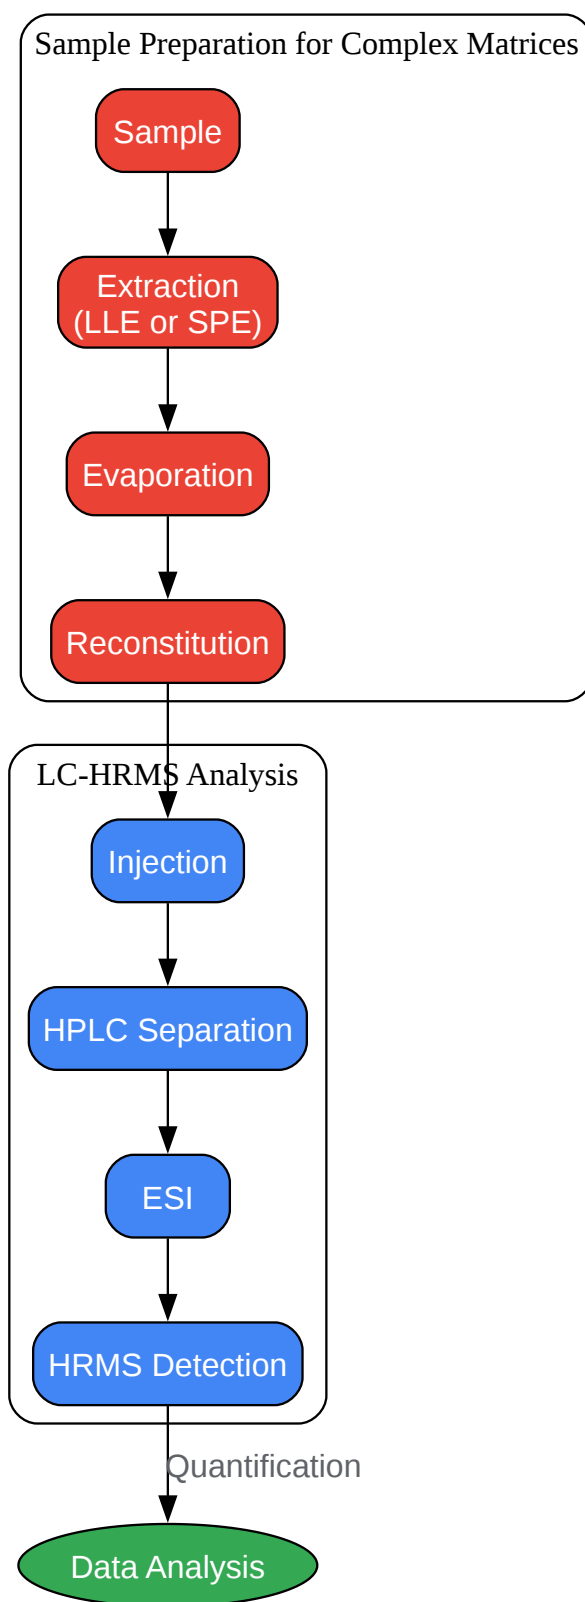 Sample Preparation for Complex Matrices
Sample
Extraction
(LLE or SPE)
Evaporation
Reconstitution
LC-HRMS Analysis
Injection
HPLC Separation
ESI
HRMS Detection
Quantification
Data Analysis